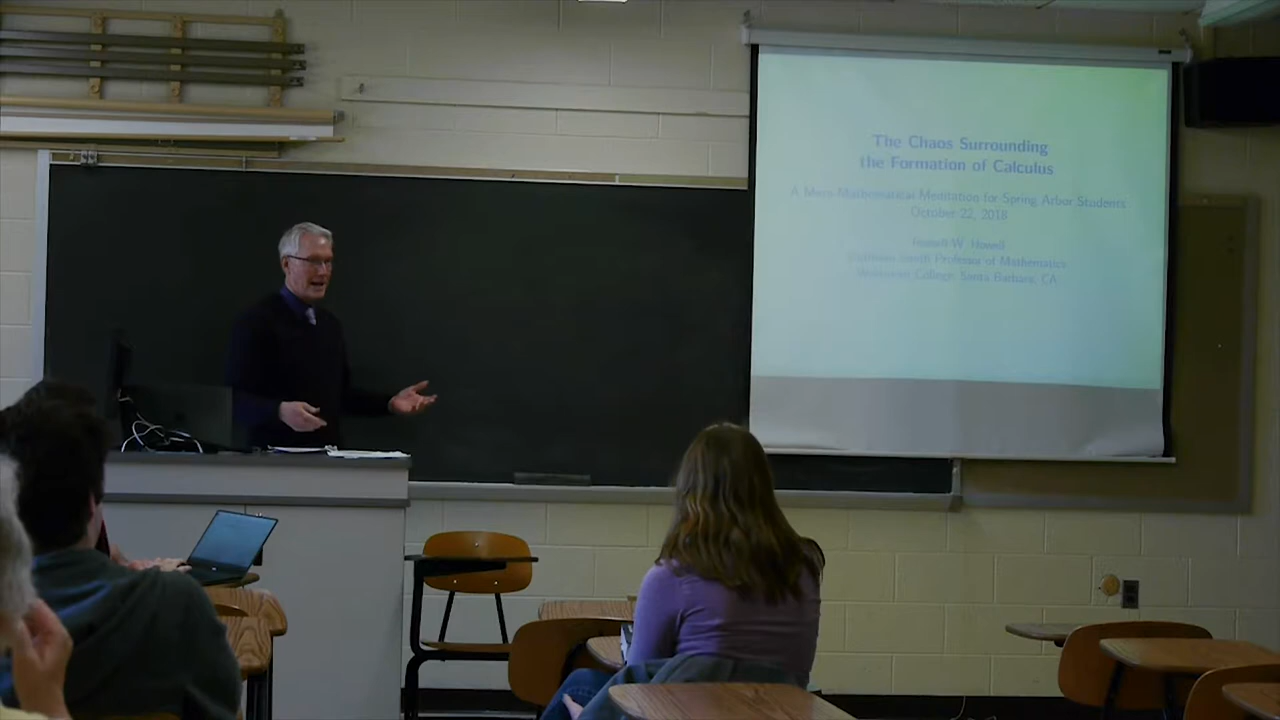 The Chaos Surrounding
the Formation of Calculus
A Mere Mathematical Meditation for Spring Arbor Students
October 22, 2018
Russell W. Howell
Professor of Mathematics
Westmont College, Santa Barbara, CA